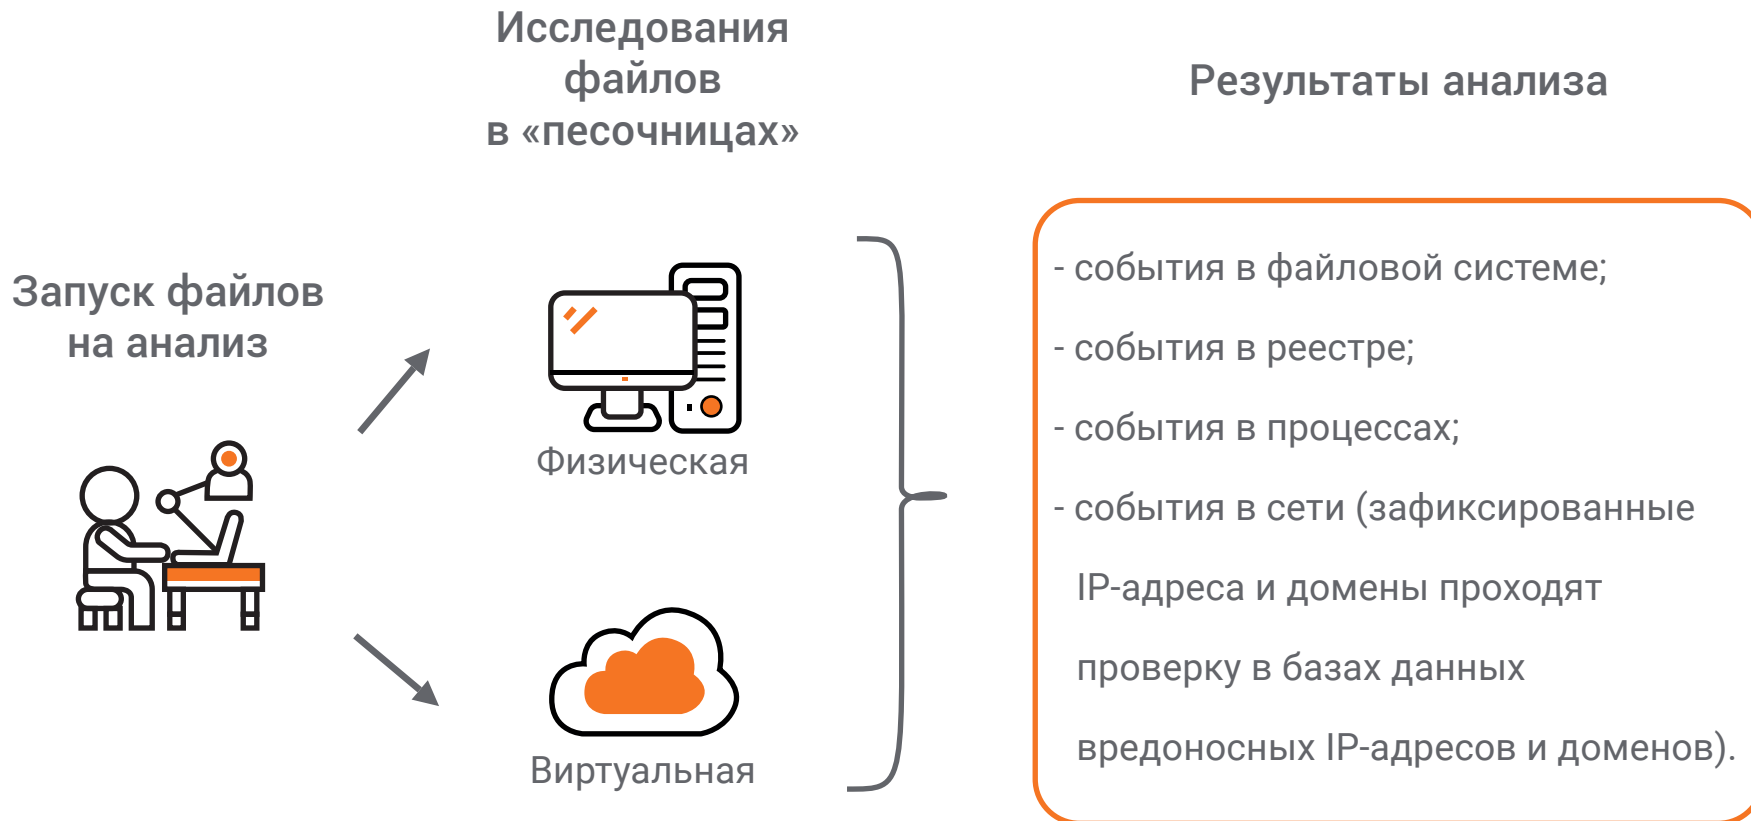 Исследования
файлов
в «песочницах»
Результаты анализа
Запуск файлов
на анализ
Физическая
Виртуальная
- события в файловой системе;
- события в реестре;
- события в процессах;
- события в сети (зафиксированные
IP-адреса и домены проходят
проверку в базах данных
вредоносных IP-адресов и доменов).